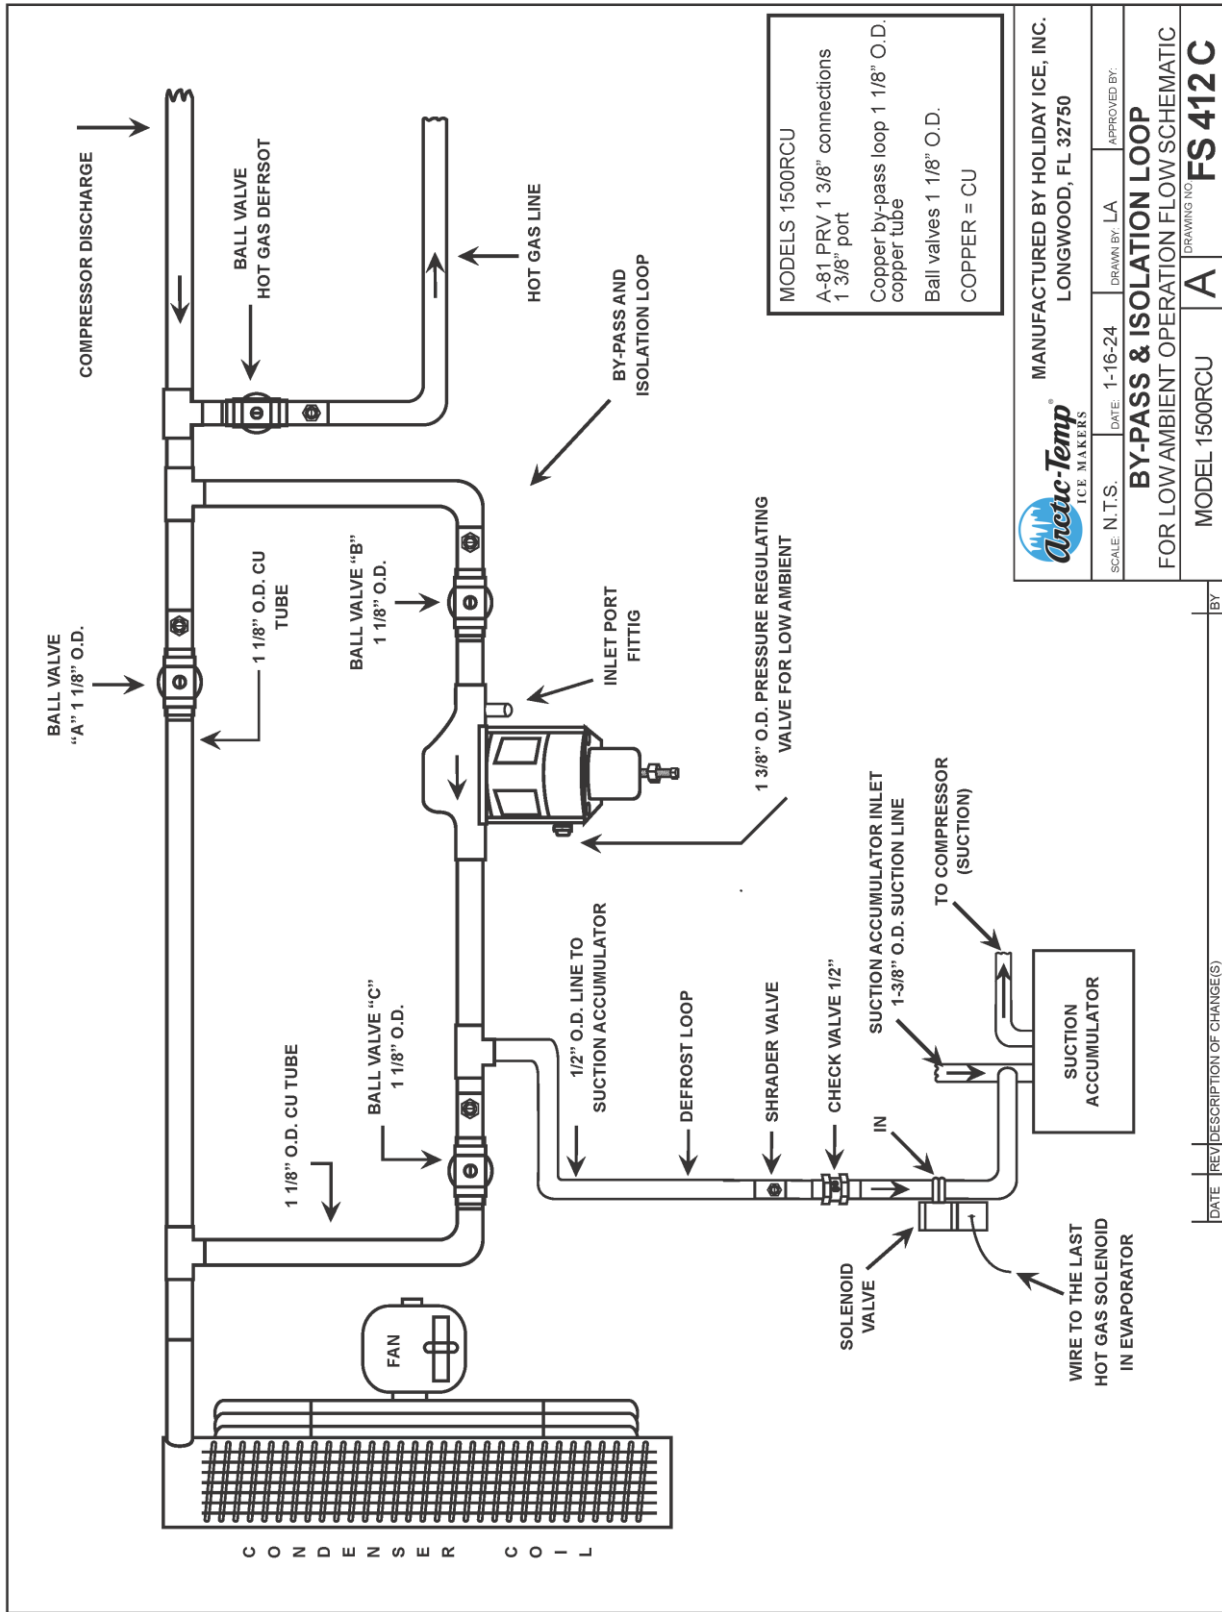 COMPRESSOR DISCHARGE
BALL VALVE
HOT GAS DEFRSOT
HOT GAS LINE
BY-PASS AND
ISOLATION LOOP
BALL VALVE
“A” 1 1/8” O.D.
1 1/8” O.D. CU
TUBE
BALL VALVE “B”
1 1/8” O.D.
INLET PORT
FITTIG
1 3/8” O.D. PRESSURE REGULATING
VALVE FOR LOW AMBIENT
1 1/8” O.D. CU TUBE
BALL VALVE “C”
1 1/8” O.D.
1/2” O.D. LINE TO
SUCTION ACCUMULATOR
DEFROST LOOP
SHRADER VALVE
CHECK VALVE 1/2”
IN
SUCTION ACCUMULATOR INLET
1-3/8” O.D. SUCTION LINE
TO COMPRESSOR
(SUCTION)
SUCTION
ACCUMULATOR
SOLENOID
VALVE
WIRE TO THE LAST
HOT GAS SOLENOID
IN EVAPORATOR
FAN
CONDENSER COIL
MODELS 1500RCU
A-81 PRV 1 3/8” connections
1 3/8” port
Copper by-pass loop 1 1/8” O.D.
copper tube
Ball valves 1 1/8” O.D.
COPPER = CU
Arctic-Temp®
ICE MAKERS
MANUFACTURED BY HOLIDAY ICE, INC.
LONGWOOD, FL 32750
SCALE: N.T.S.
DATE: 1-16-24
DRAWN BY: LA
APPROVED BY:
BY-PASS & ISOLATION LOOP
FOR LOW AMBIENT OPERATION FLOW SCHEMATIC
MODEL 1500RCU
A
DRAWING NO.
FS 412 C
DATE
REV
DESCRIPTION OF CHANGE(S)
BY